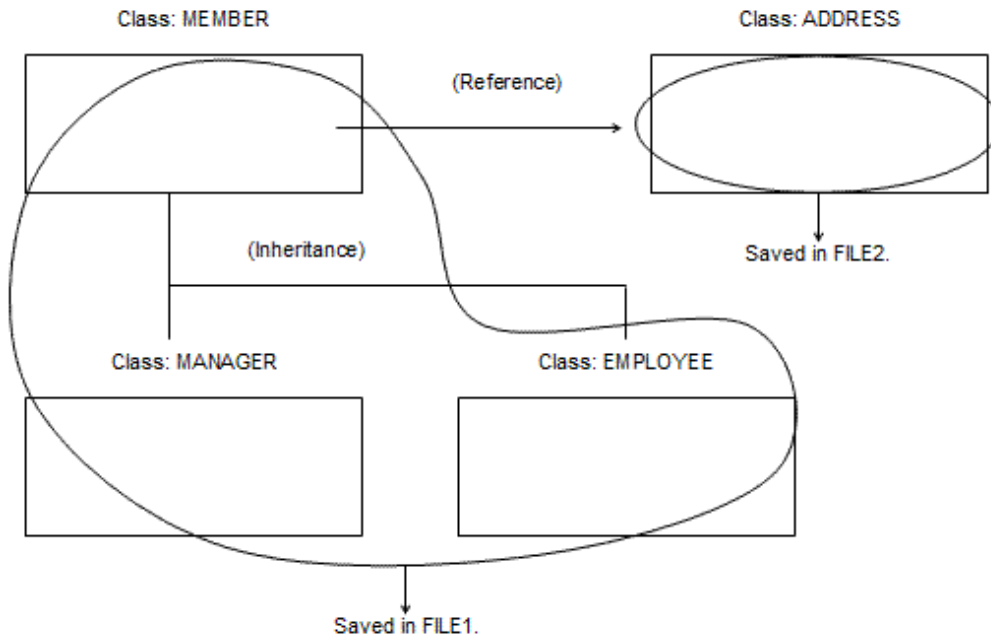 Class: MEMBER
Class: ADDRESS
(Reference)
(Inheritance)
Saved in FILE2.
Class: MANAGER
Class: EMPLOYEE
Saved in FILE1.